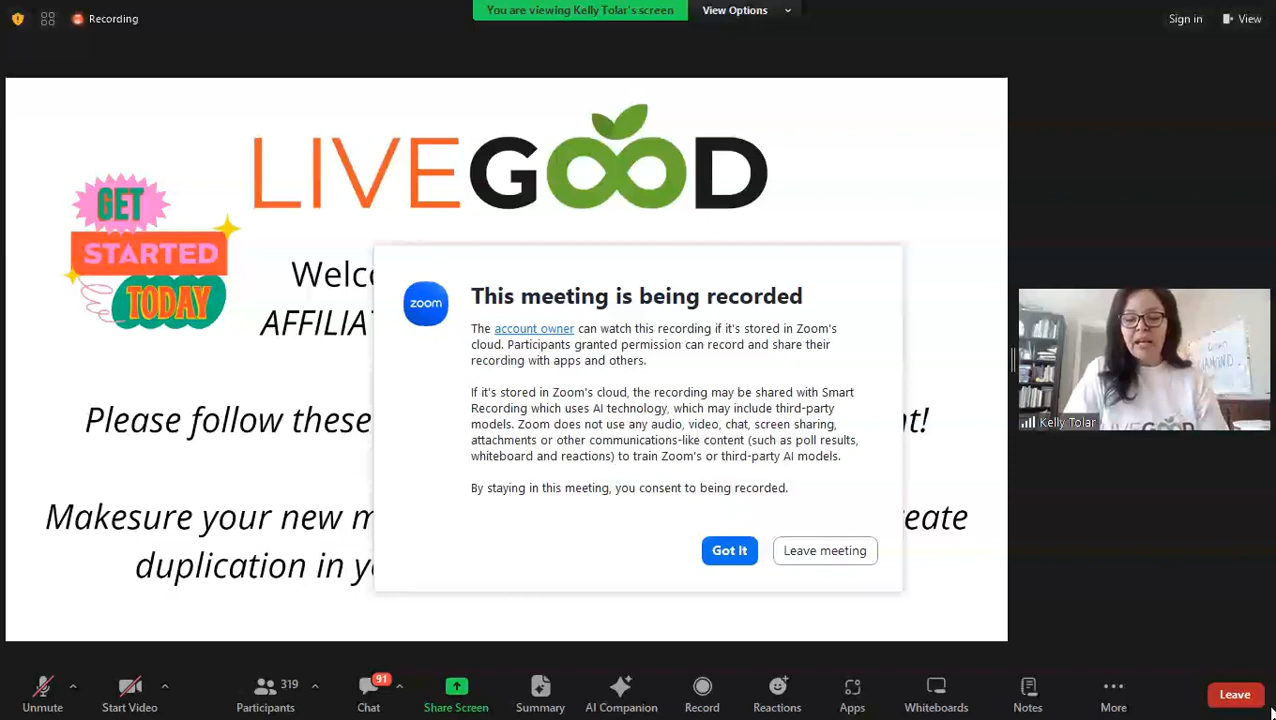 Recording
You are viewing Kelly Tolar's screen
View Options
Sign in
View
LIVEGOOD
GET
STARTED
TODAY
Welc
AFFILIAT
Please follow these
t!
Makesure your new m
reate
duplication in y
zoom
This meeting is being recorded
The account owner can watch this recording if it's stored in Zoom's
cloud. Participants granted permission can record and share their
recording with apps and others.
If it's stored in Zoom's cloud, the recording may be shared with Smart
Recording which uses AI technology, which may include third-party
models. Zoom does not use any audio, video, chat, screen sharing,
attachments or other communications-like content (such as poll results,
whiteboard and reactions) to train Zoom's or third-party AI models.
By staying in this meeting, you consent to being recorded.
Got It
Leave meeting
DIAMOND
Kelly Tolar
Unmute
Start Video
319
Participants
91
Chat
Share Screen
Summary
AI Companion
Record
Reactions
Apps
Whiteboards
Notes
More
Leave